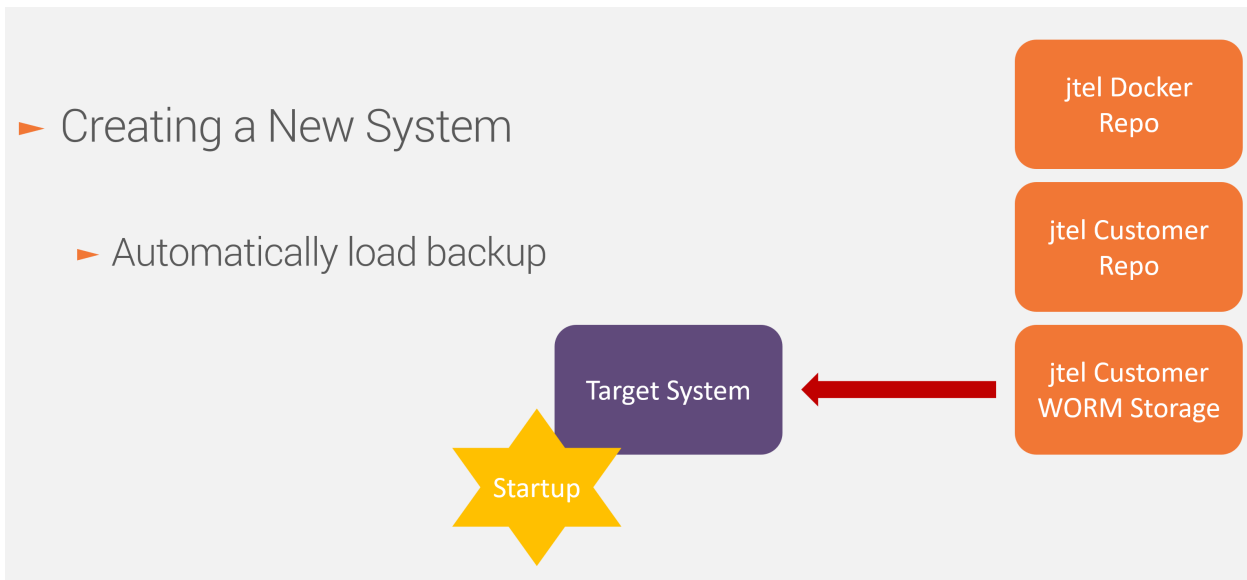 Creating a New System
Automatically load backup
jtel Docker
Repo
jtel Customer
Repo
jtel Customer
WORM Storage
Target System
Startup